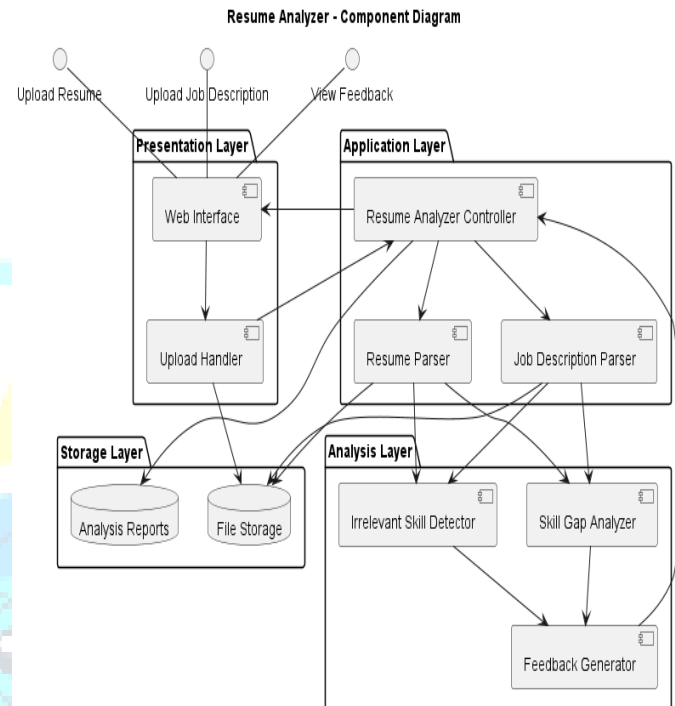 Resume Analyzer - Component Diagram
Upload Resume
Upload Job Description
View Feedback
Presentation Layer
Application Layer
Web Interface
Resume Analyzer Controller
Upload Handler
Resume Parser
Job Description Parser
Storage Layer
Analysis Layer
Analysis Reports
File Storage
Irrelevant Skill Detector
Skill Gap Analyzer
Feedback Generator